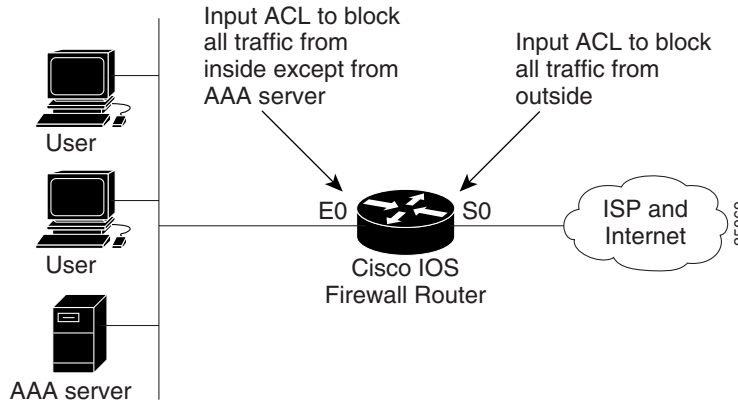 Input ACL to block
all traffic from
inside except from
AAA server
Input ACL to block
all traffic from
outside
User
E0
S0
ISP and
Internet
User
Cisco IOS
Firewall Router
AAA server